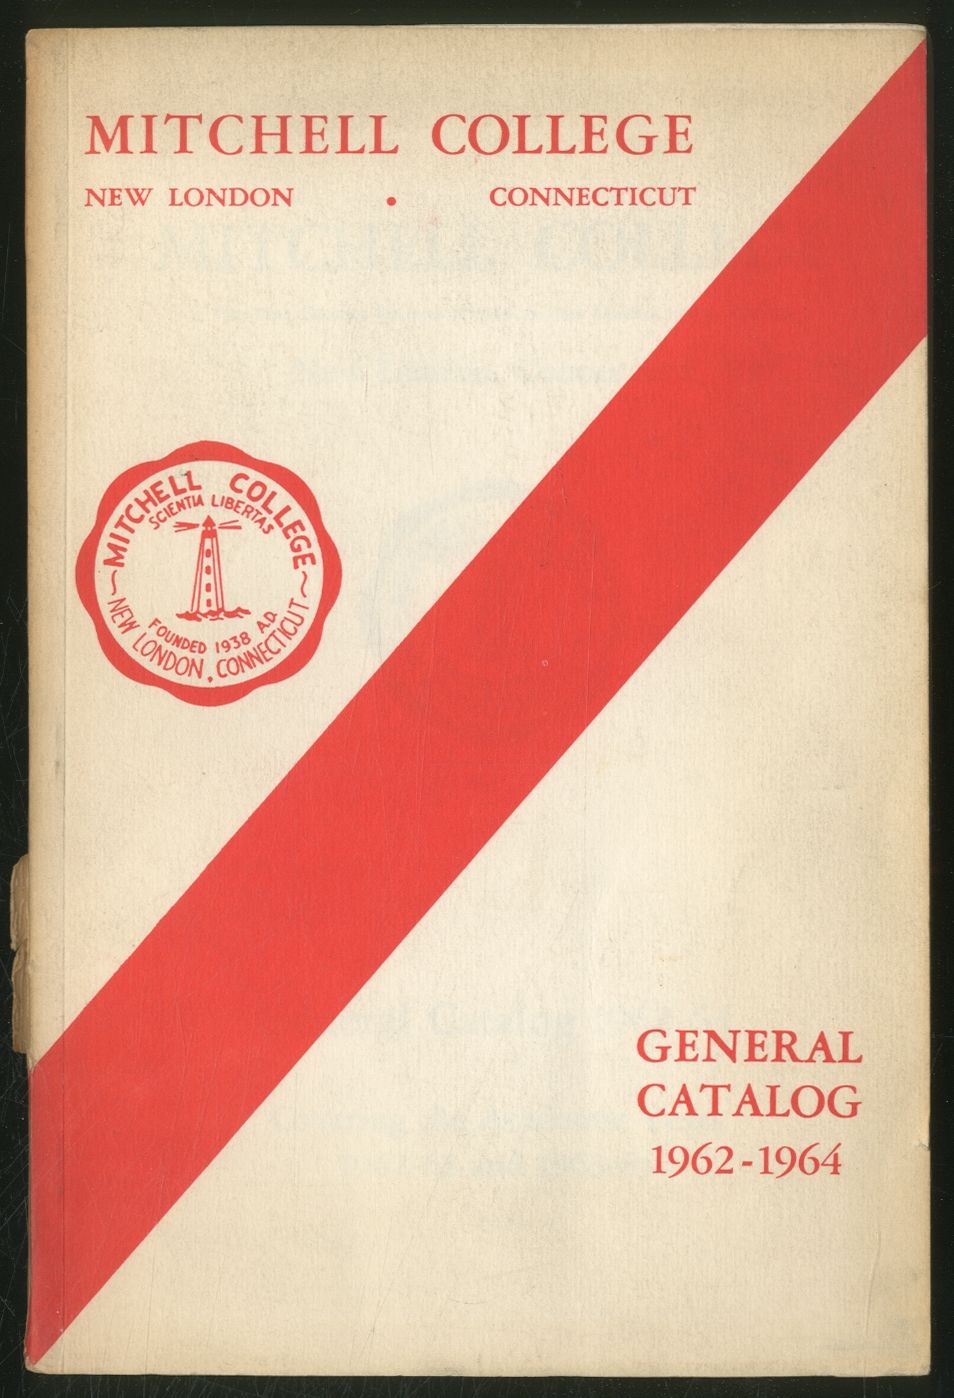 MITCHELL COLLEGE
NEW LONDON • CONNECTICUT
MITCHELL COLLEGE
SCIENTIA LIBERTAS
FOUNDED 1938 A.D.
~ NEW LONDON, CONNECTICUT ~
GENERAL
CATALOG
1962-1964